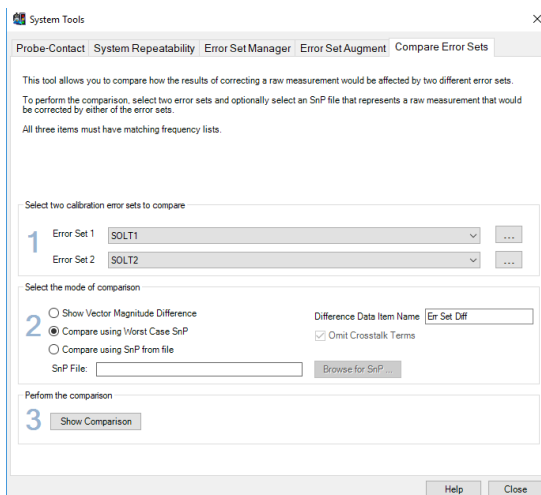 System Tools
Probe-Contact System Repeatability Error Set Manager Error Set Augment Compare Error Sets
This tool allows you to compare how the results of correcting a raw measurement would be affected by two different error sets.
To perform the comparison, select two error sets and optionally select an SnP file that represents a raw measurement that would
be corrected by either of the error sets.
All three items must have matching frequency lists.
Select two calibration error sets to compare
1
Error Set 1 SOLT1 ...
Error Set 2 SOLT2 ...
Select the mode of comparison
2
Show Vector Magnitude Difference Difference Data Item Name Err Set Diff
Compare using Worst Case SnP Omit Crosstalk Terms
Compare using SnP from file
SnP File: Browse for SnP ...
Perform the comparison
3 Show Comparison
Help Close